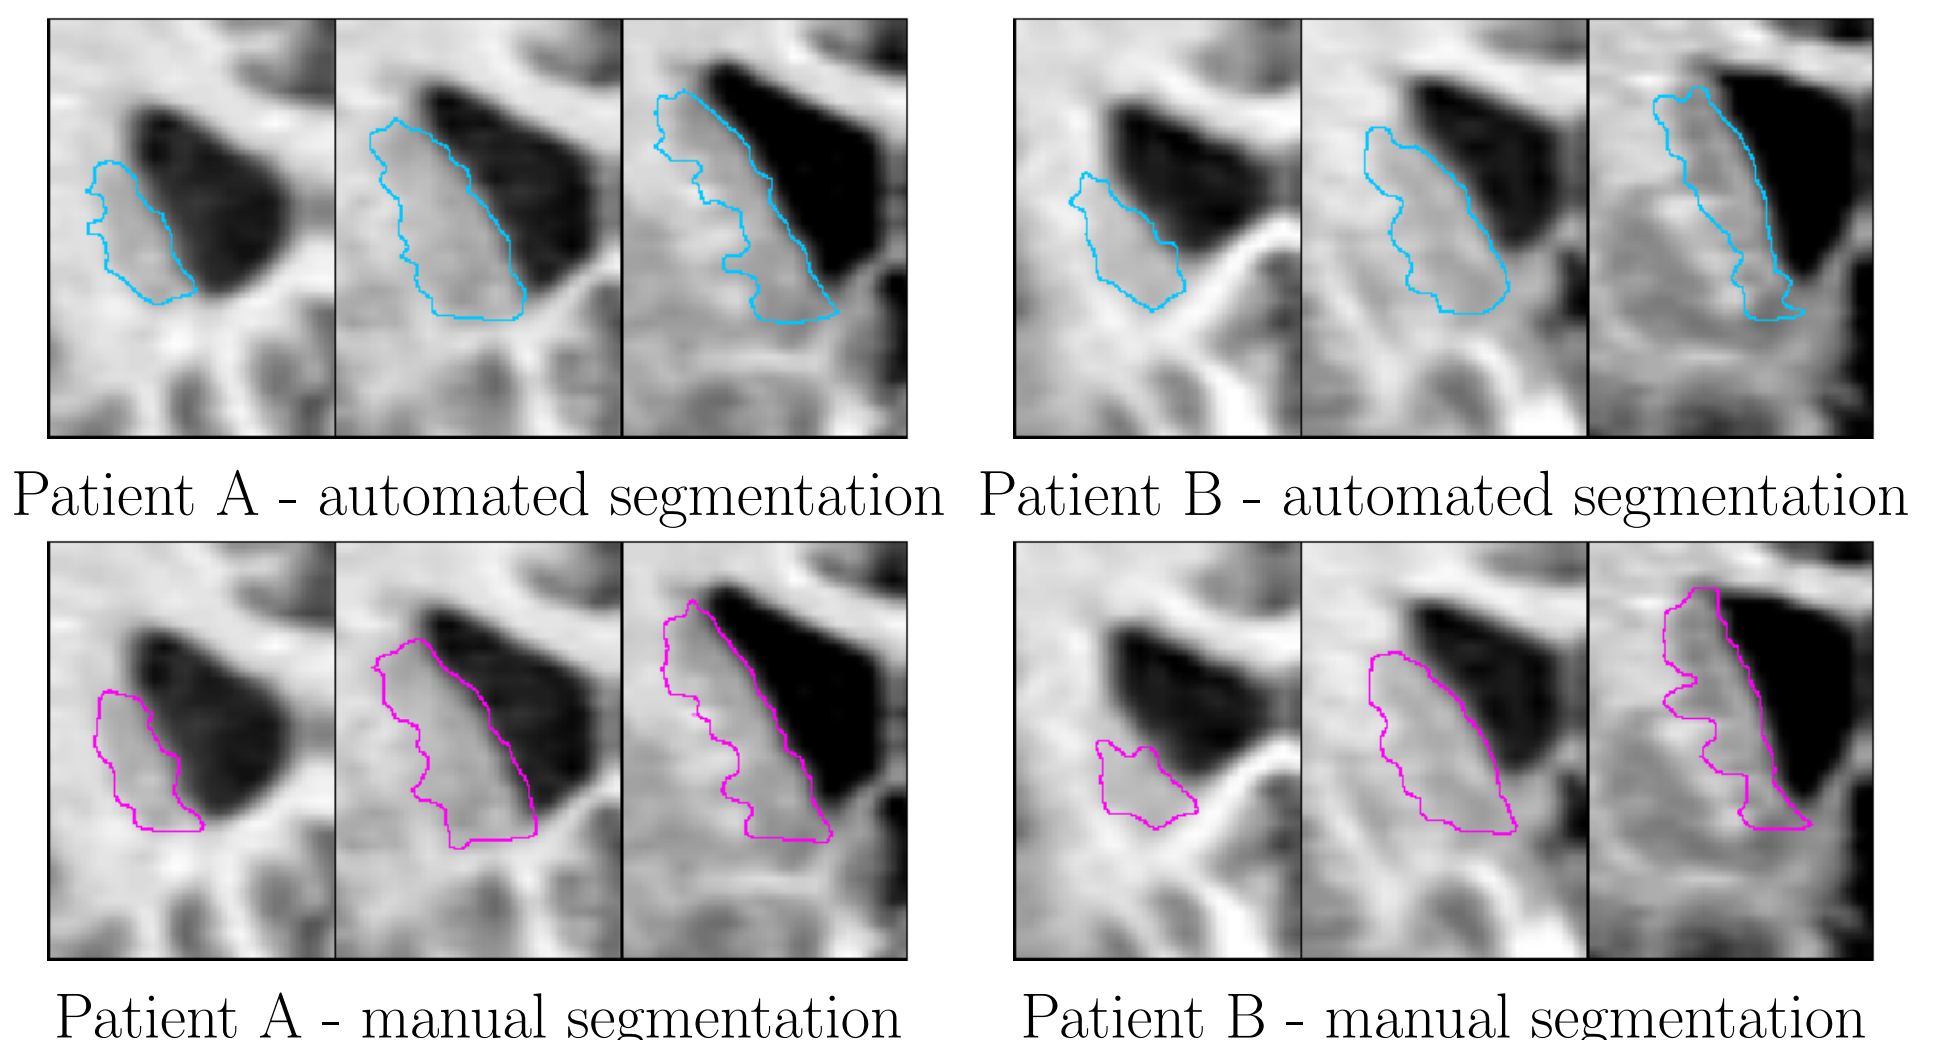 Patient A - automated segmentation
Patient B - automated segmentation
Patient A - manual segmentation
Patient B - manual segmentation